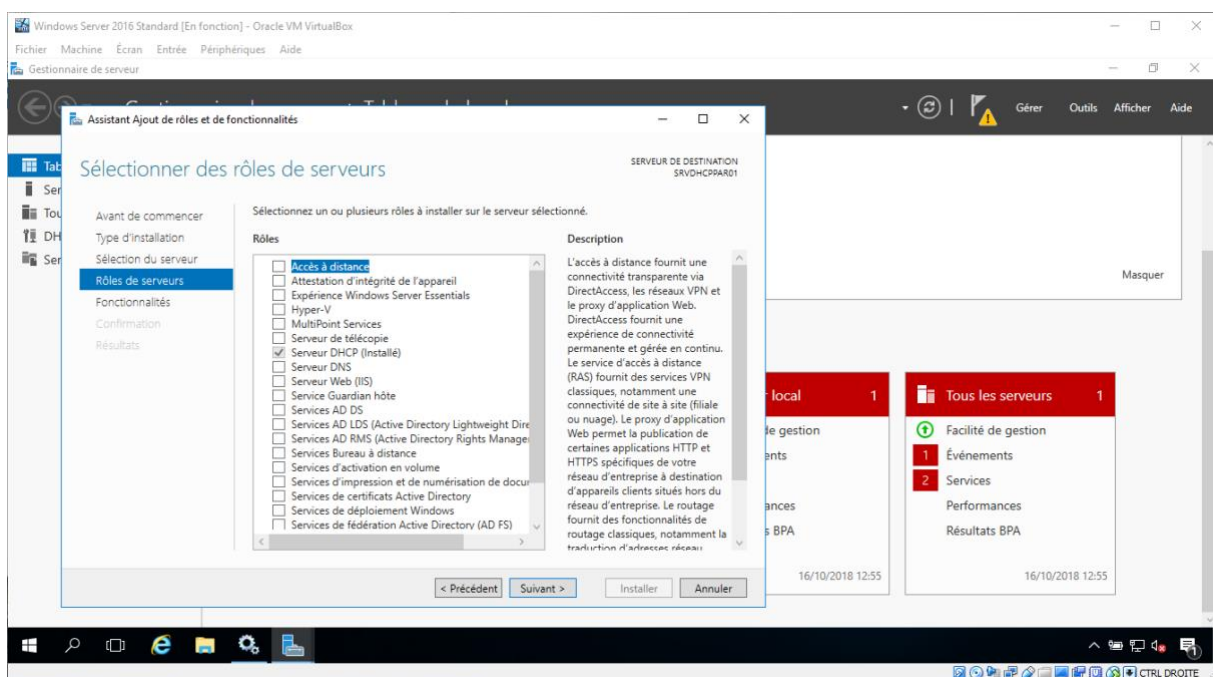 Windows Server 2016 Standard [En fonction] - Oracle VM VirtualBox
Fichier Machine Écran Entrée Périphériques Aide
Gestionnaire de serveur
Gérer Outils Afficher Aide
Assistant Ajout de rôles et de fonctionnalités
Sélectionner des rôles de serveurs
SERVEUR DE DESTINATION
SRVDHCPPAR01
Tab
Ser
Tou
DH
Ser
Avant de commencer
Type d'installation
Sélection du serveur
Rôles de serveurs
Fonctionnalités
Confirmation
Résultats
Sélectionnez un ou plusieurs rôles à installer sur le serveur sélectionné.
Rôles
Accès à distance
Attestation d'intégrité de l'appareil
Expérience Windows Server Essentials
Hyper-V
MultiPoint Services
Serveur de télécopie
Serveur DHCP (Installé)
Serveur DNS
Serveur Web (IIS)
Service Guardian hôte
Services AD DS
Services AD LDS (Active Directory Lightweight Dire
Services AD RMS (Active Directory Rights Manage
Services Bureau à distance
Services d'activation en volume
Services d'impression et de numérisation de docu
Services de certificats Active Directory
Services de déploiement Windows
Services de fédération Active Directory (AD FS)
Description
L'accès à distance fournit une
connectivité transparente via
DirectAccess, les réseaux VPN et
le proxy d'application Web.
DirectAccess fournit une
expérience de connectivité
permanente et gérée en continu.
Le service d'accès à distance
(RAS) fournit des services VPN
classiques, notamment une
connectivité de site à site (filiale
ou nuage). Le proxy d'application
Web permet la publication de
certaines applications HTTP et
HTTPS spécifiques de votre
réseau d'entreprise à destination
d'appareils clients situés hors du
réseau d'entreprise. Le routage
fournit des fonctionnalités de
routage classiques, notamment la
traduction d'adresses réseau
< Précédent Suivant > Installer Annuler
Masquer
local 1
de gestion
ents
ances
s BPA
16/10/2018 12:55
Tous les serveurs 1
Facilité de gestion
1 Événements
2 Services
Performances
Résultats BPA
16/10/2018 12:55
1
CTRL DROITE